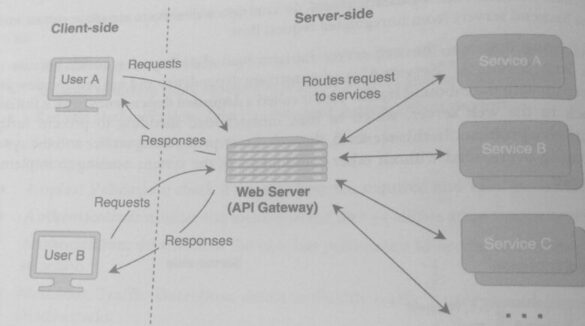 Client-side
Server-side
User A
Requests
Responses
Routes request
to services
Service A
Service B
Web Server
(API Gateway)
Requests
Responses
User B
Service C
...